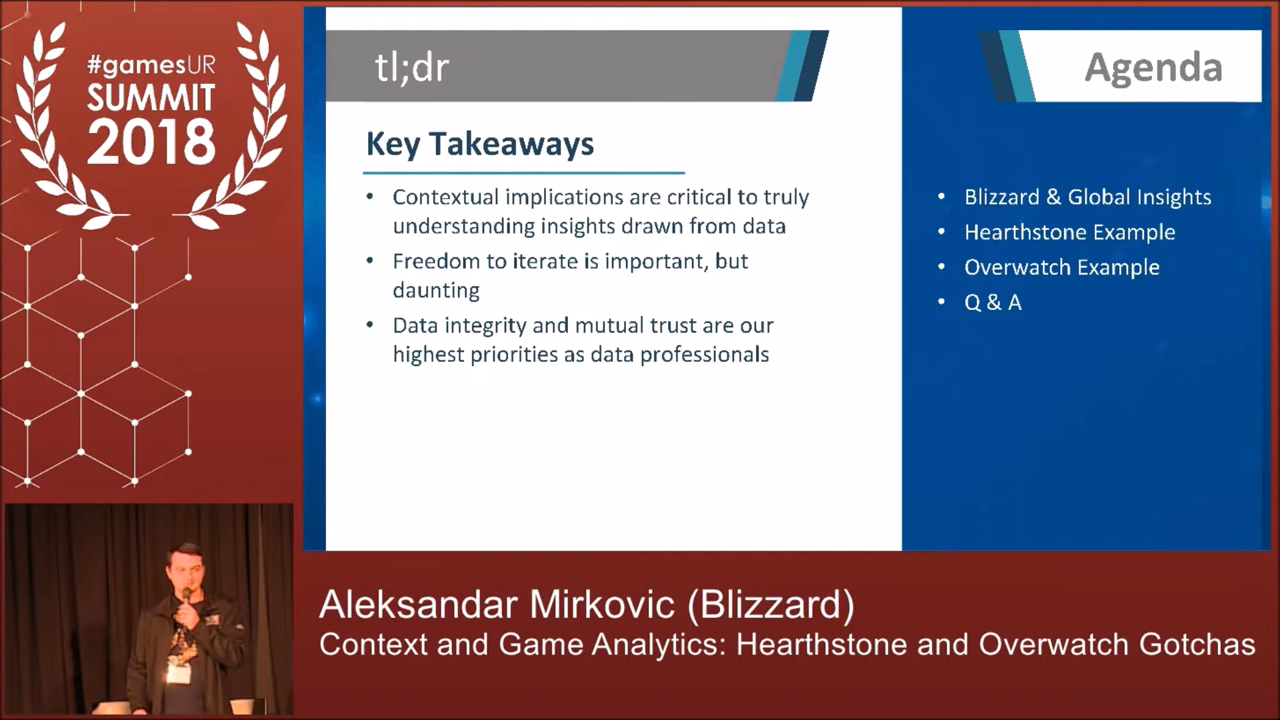 #gamesUR
SUMMIT
2018
tl;dr
Key Takeaways
• Contextual implications are critical to truly
understanding insights drawn from data
• Freedom to iterate is important, but
daunting
• Data integrity and mutual trust are our
highest priorities as data professionals
Agenda
• Blizzard & Global Insights
• Hearthstone Example
• Overwatch Example
• Q & A
Aleksandar Mirkovic (Blizzard)
Context and Game Analytics: Hearthstone and Overwatch Gotchas